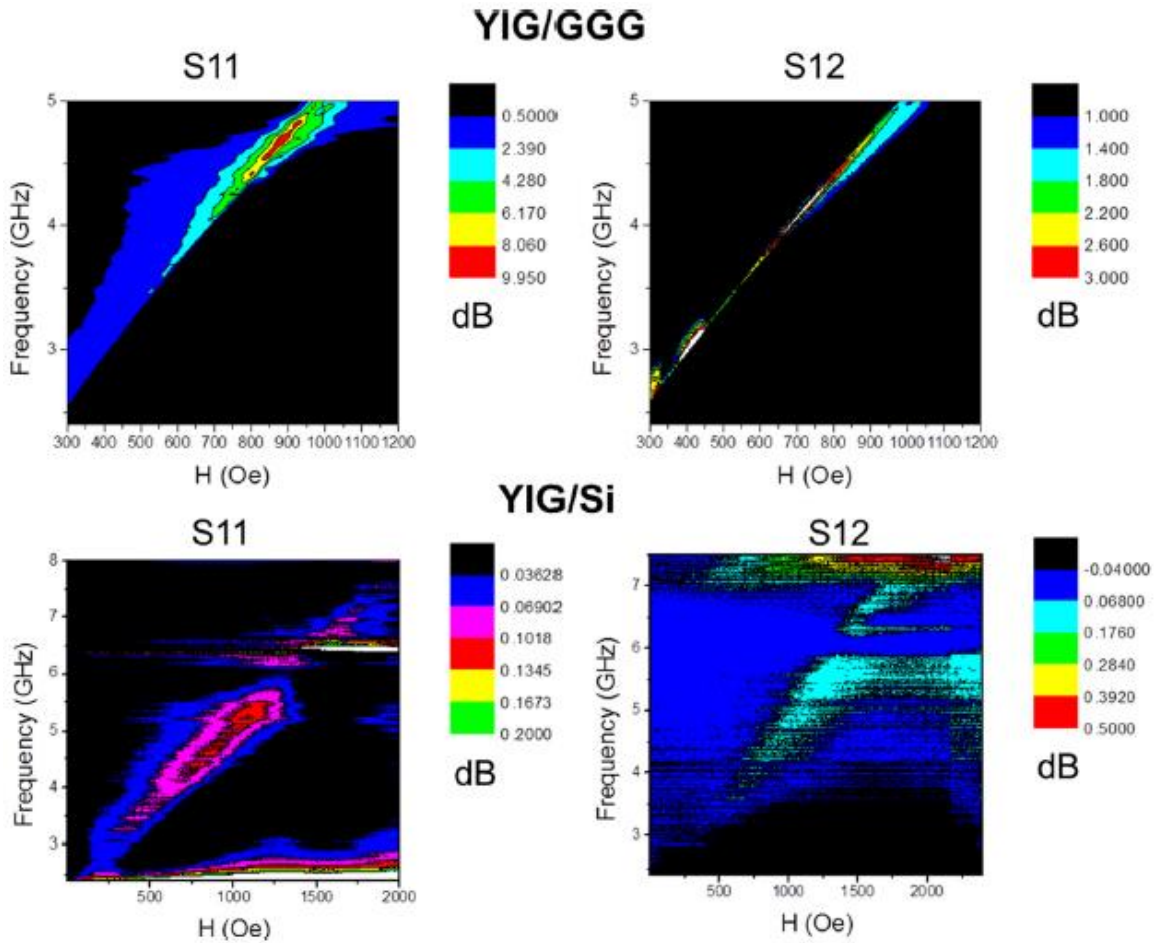 YIG/GGG
S11
S12
5
4
3
Frequency (GHz)
300 400 500 600 700 800 900 1000 1100 1200
H (Oe)
0.5000
2.390
4.280
6.170
8.060
9.950
dB
5
4
3
Frequency (GHz)
300 400 500 600 700 800 900 1000 1100 1200
H (Oe)
1.000
1.400
1.800
2.200
2.600
3.000
dB
YIG/Si
S11
S12
8
7
6
5
4
3
Frequency (GHz)
500 1000 1500 2000
H (Oe)
0.03628
0.06902
0.1018
0.1345
0.1673
0.2000
dB
7
6
5
4
3
Frequency (GHz)
500 1000 1500 2000
H (Oe)
-0.04000
0.06800
0.1760
0.2840
0.3920
0.5000
dB